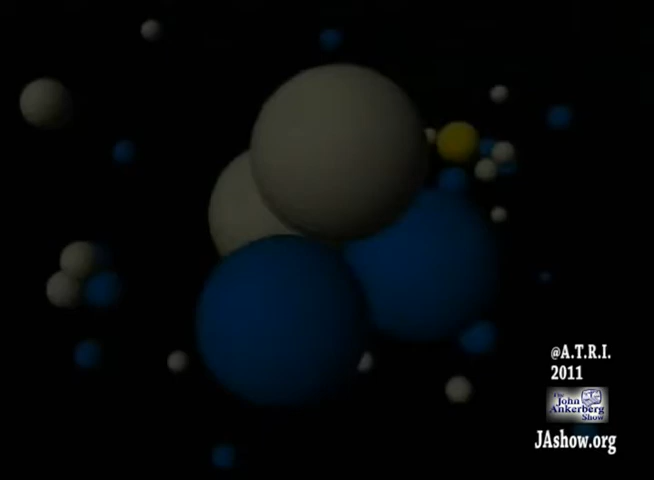 @A.T.R.I.
2011
The
John
Ankerberg
Show
JAshow.org